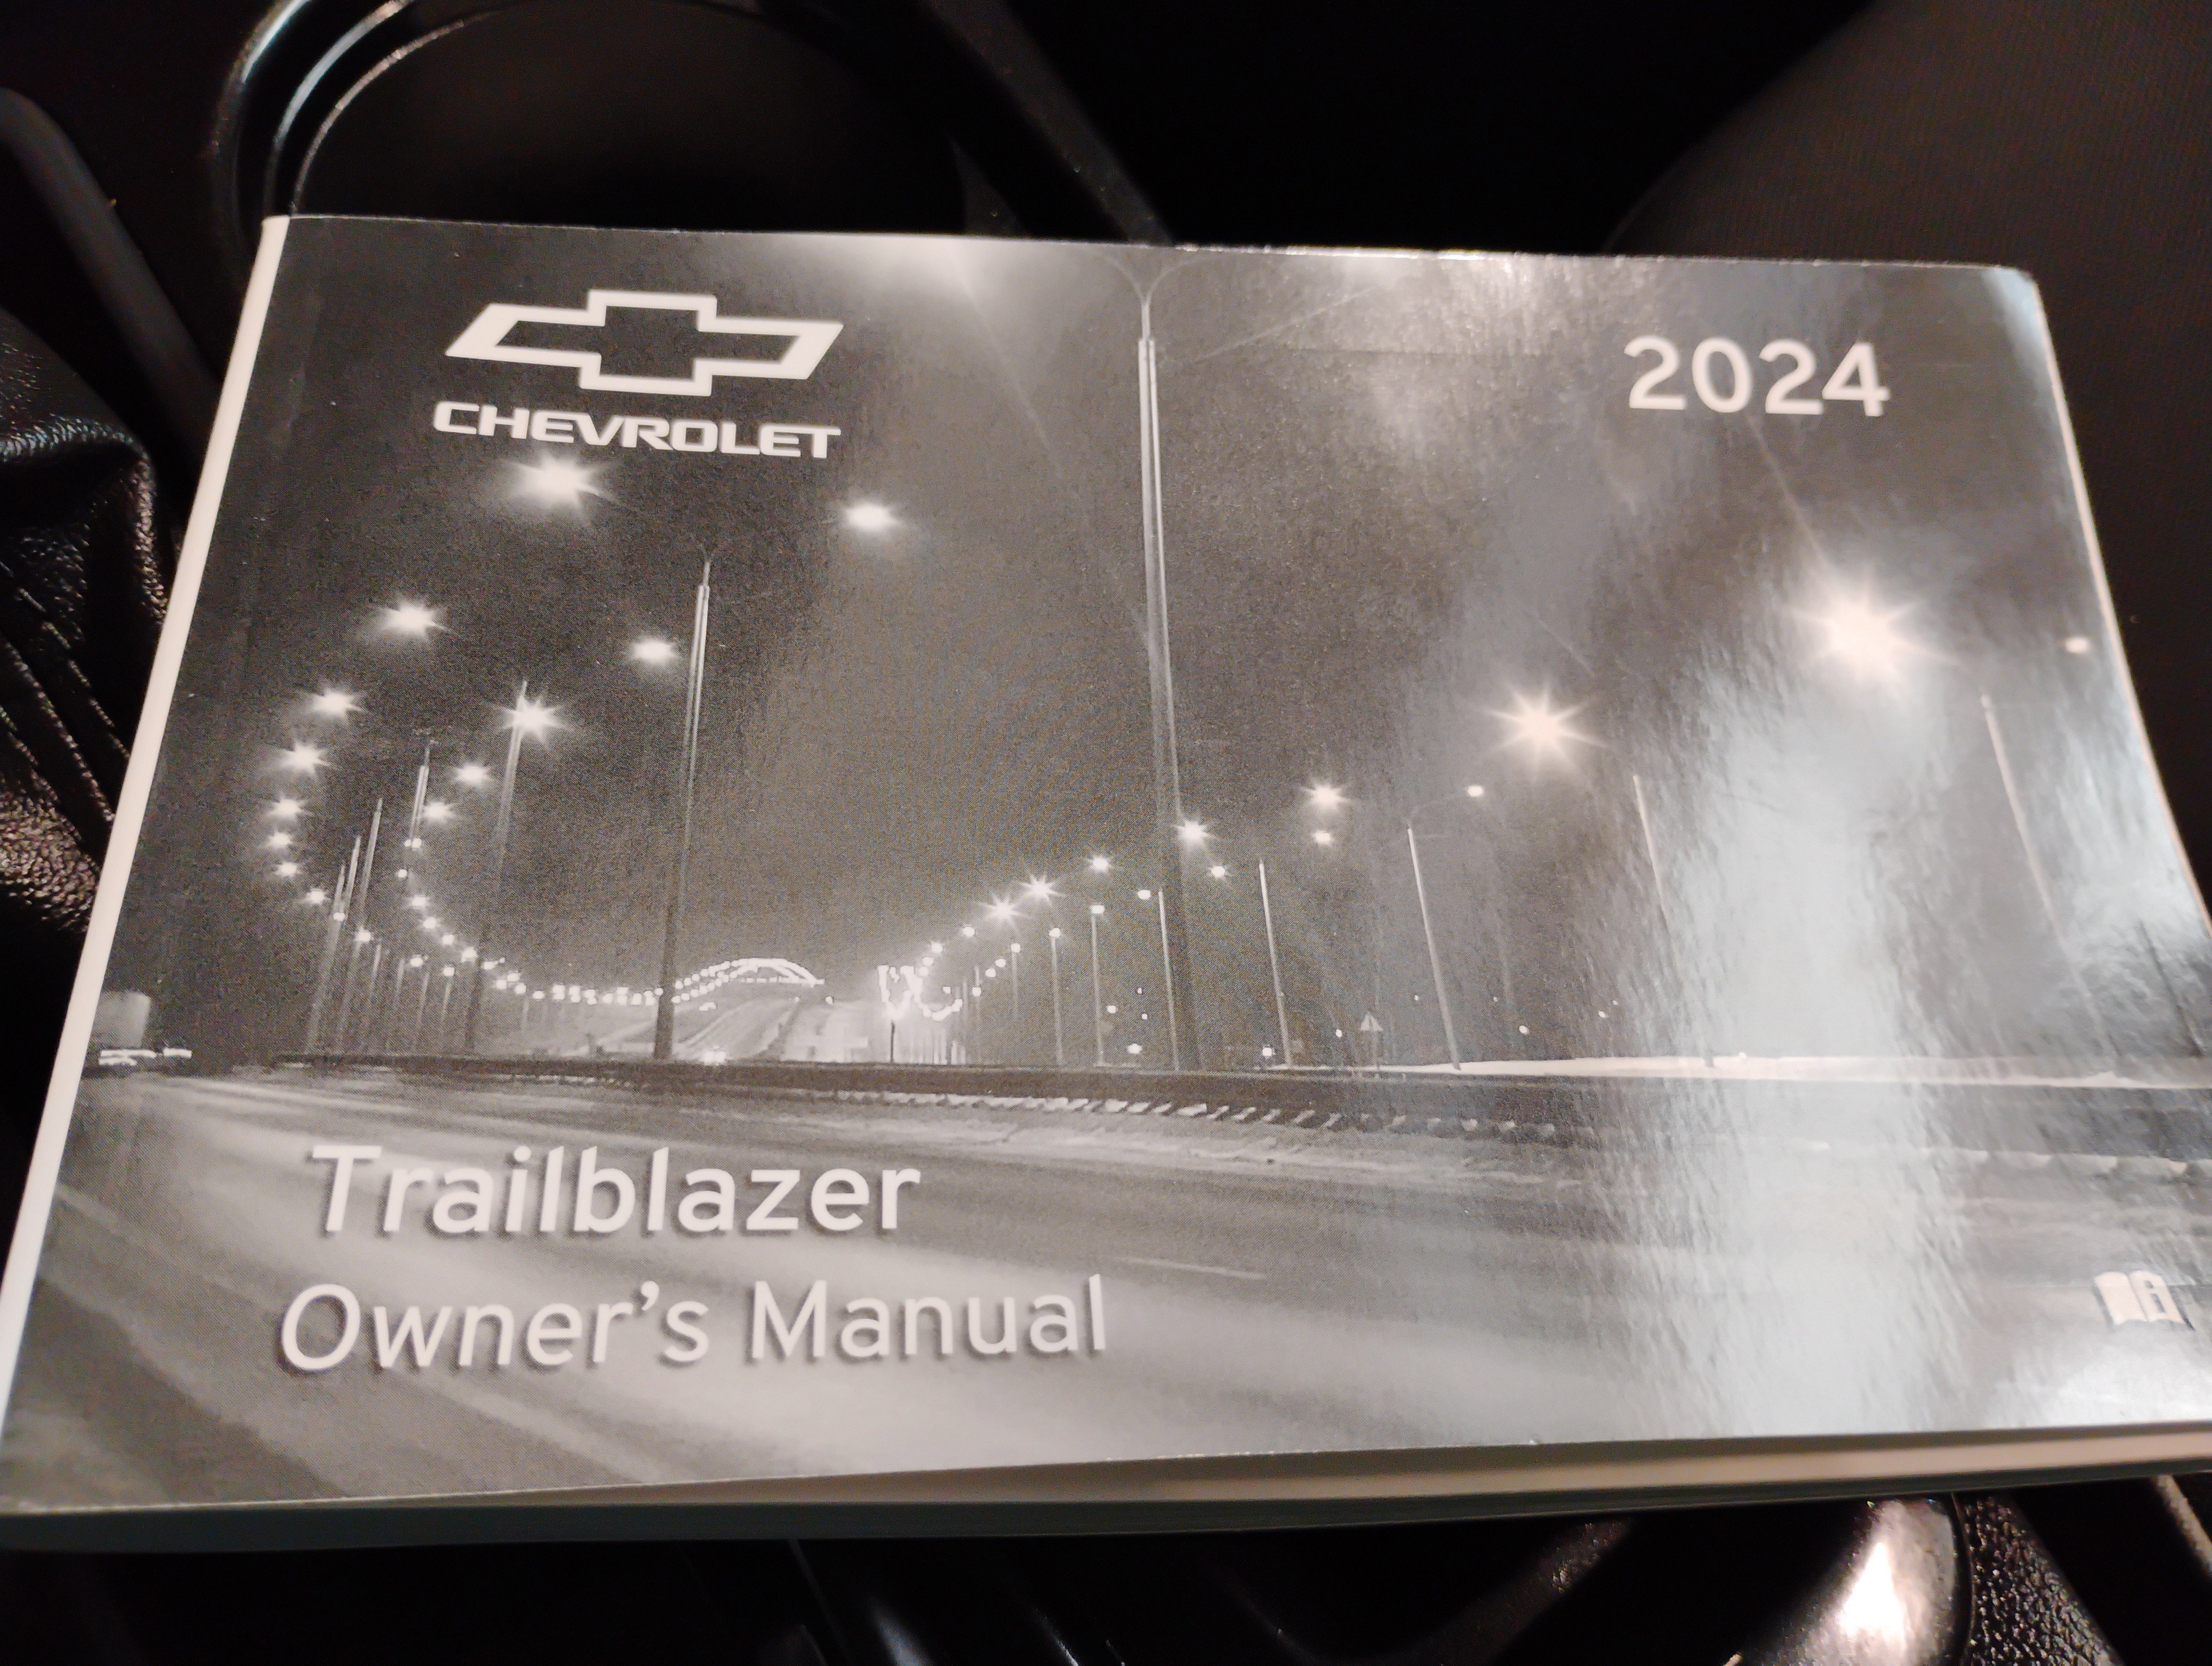 CHEVROLET
2024
Trailblazer
Owner's Manual